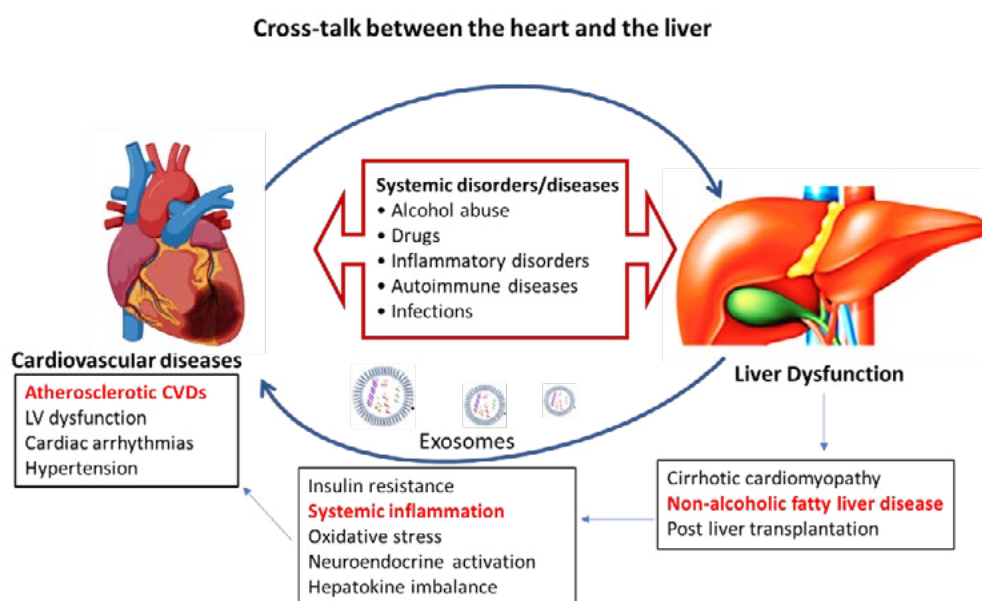 Cross-talk between the heart and the liver
Systemic disorders/diseases
• Alcohol abuse
• Drugs
• Inflammatory disorders
• Autoimmune diseases
• Infections
Cardiovascular diseases
Atherosclerotic CVDs
LV dysfunction
Cardiac arrhythmias
Hypertension
Exosomes
Liver Dysfunction
Insulin resistance
Systemic inflammation
Oxidative stress
Neuroendocrine activation
Hepatokine imbalance
Cirrhotic cardiomyopathy
Non-alcoholic fatty liver disease
Post liver transplantation